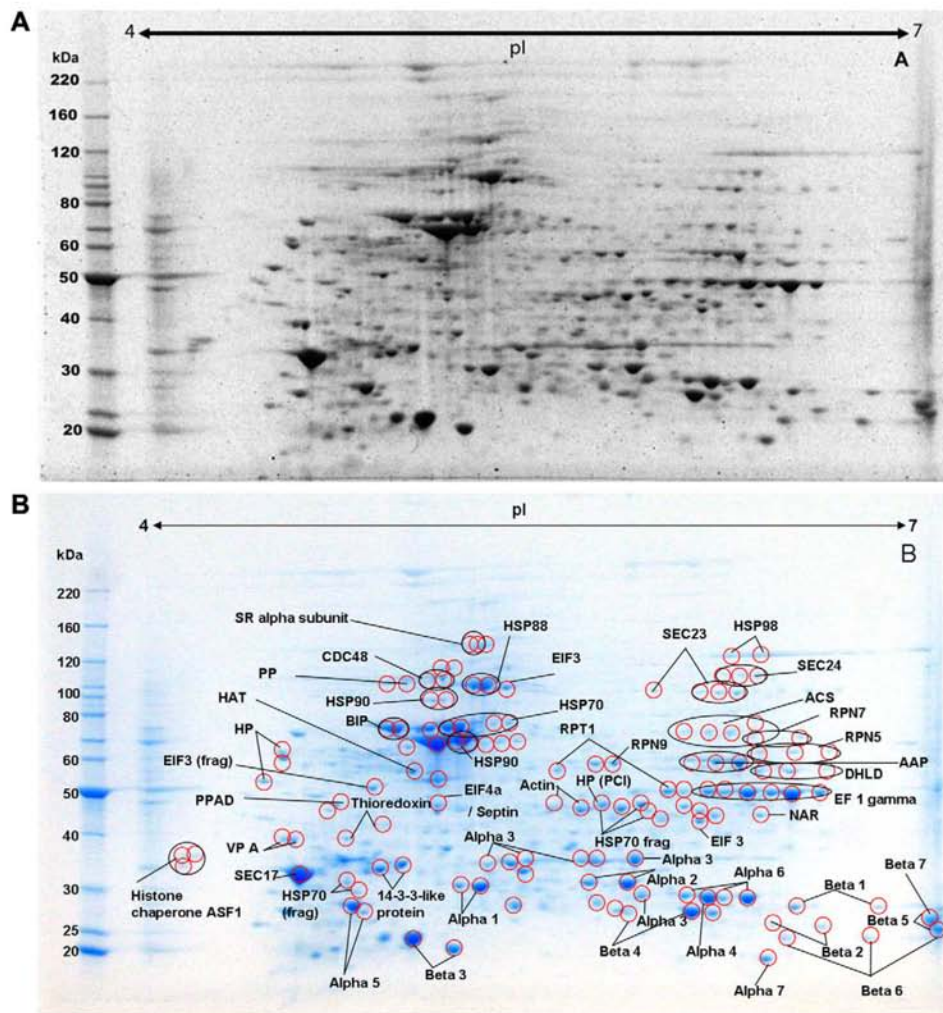 A
4
7
pI
A
kDa
220
160
120
80
60
50
40
30
20
B
pI
4
7
B
kDa
220
160
120
100
80
60
50
40
30
20
SR alpha subunit
HSP88
SEC23
HSP98
CDC48
EIF3
SEC24
PP
HAT
HSP90
HSP70
ACS
BIP
RPN7
HP
RPT1
RPN9
RPN5
EIF3 (frag)
HSP90
AAP
DHLD
PPAD
Thioredoxin
EIF4a
/ Septin
Actin
HP (PCI)
EF 1 gamma
NAR
VP A
HSP70 frag
EIF 3
Alpha 3
Alpha 3
SEC17
Alpha 2
Alpha 6
Beta 7
Histone
chaperone ASF1
HSP70
(frag)
14-3-3-like
protein
Alpha 1
Alpha 3
Beta 1
Beta 5
Beta 4
Alpha 4
Beta 2
Alpha 5
Beta 3
Alpha 7
Beta 6